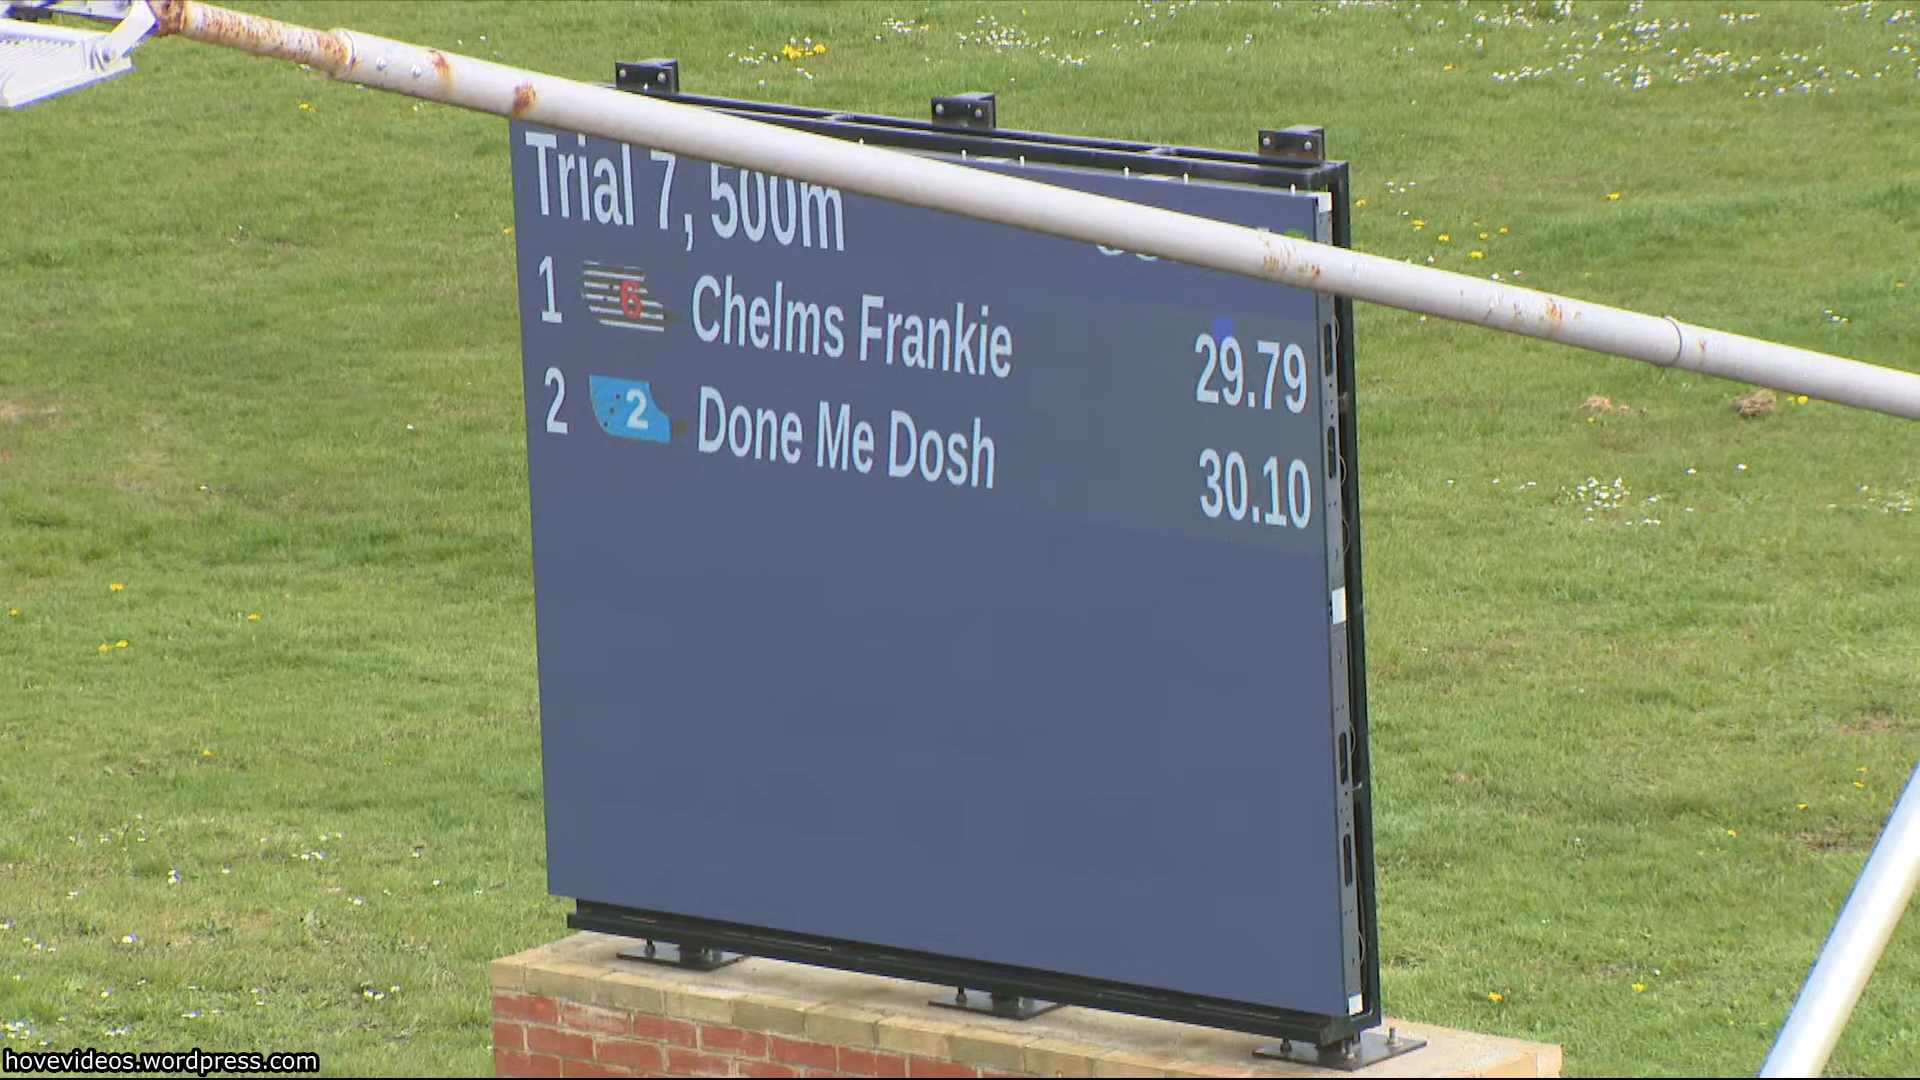 Trial 7, 500m
1 6 Chelms Frankie 29.79
2 2 Done Me Dosh 30.10
hovevideos.wordpress.com